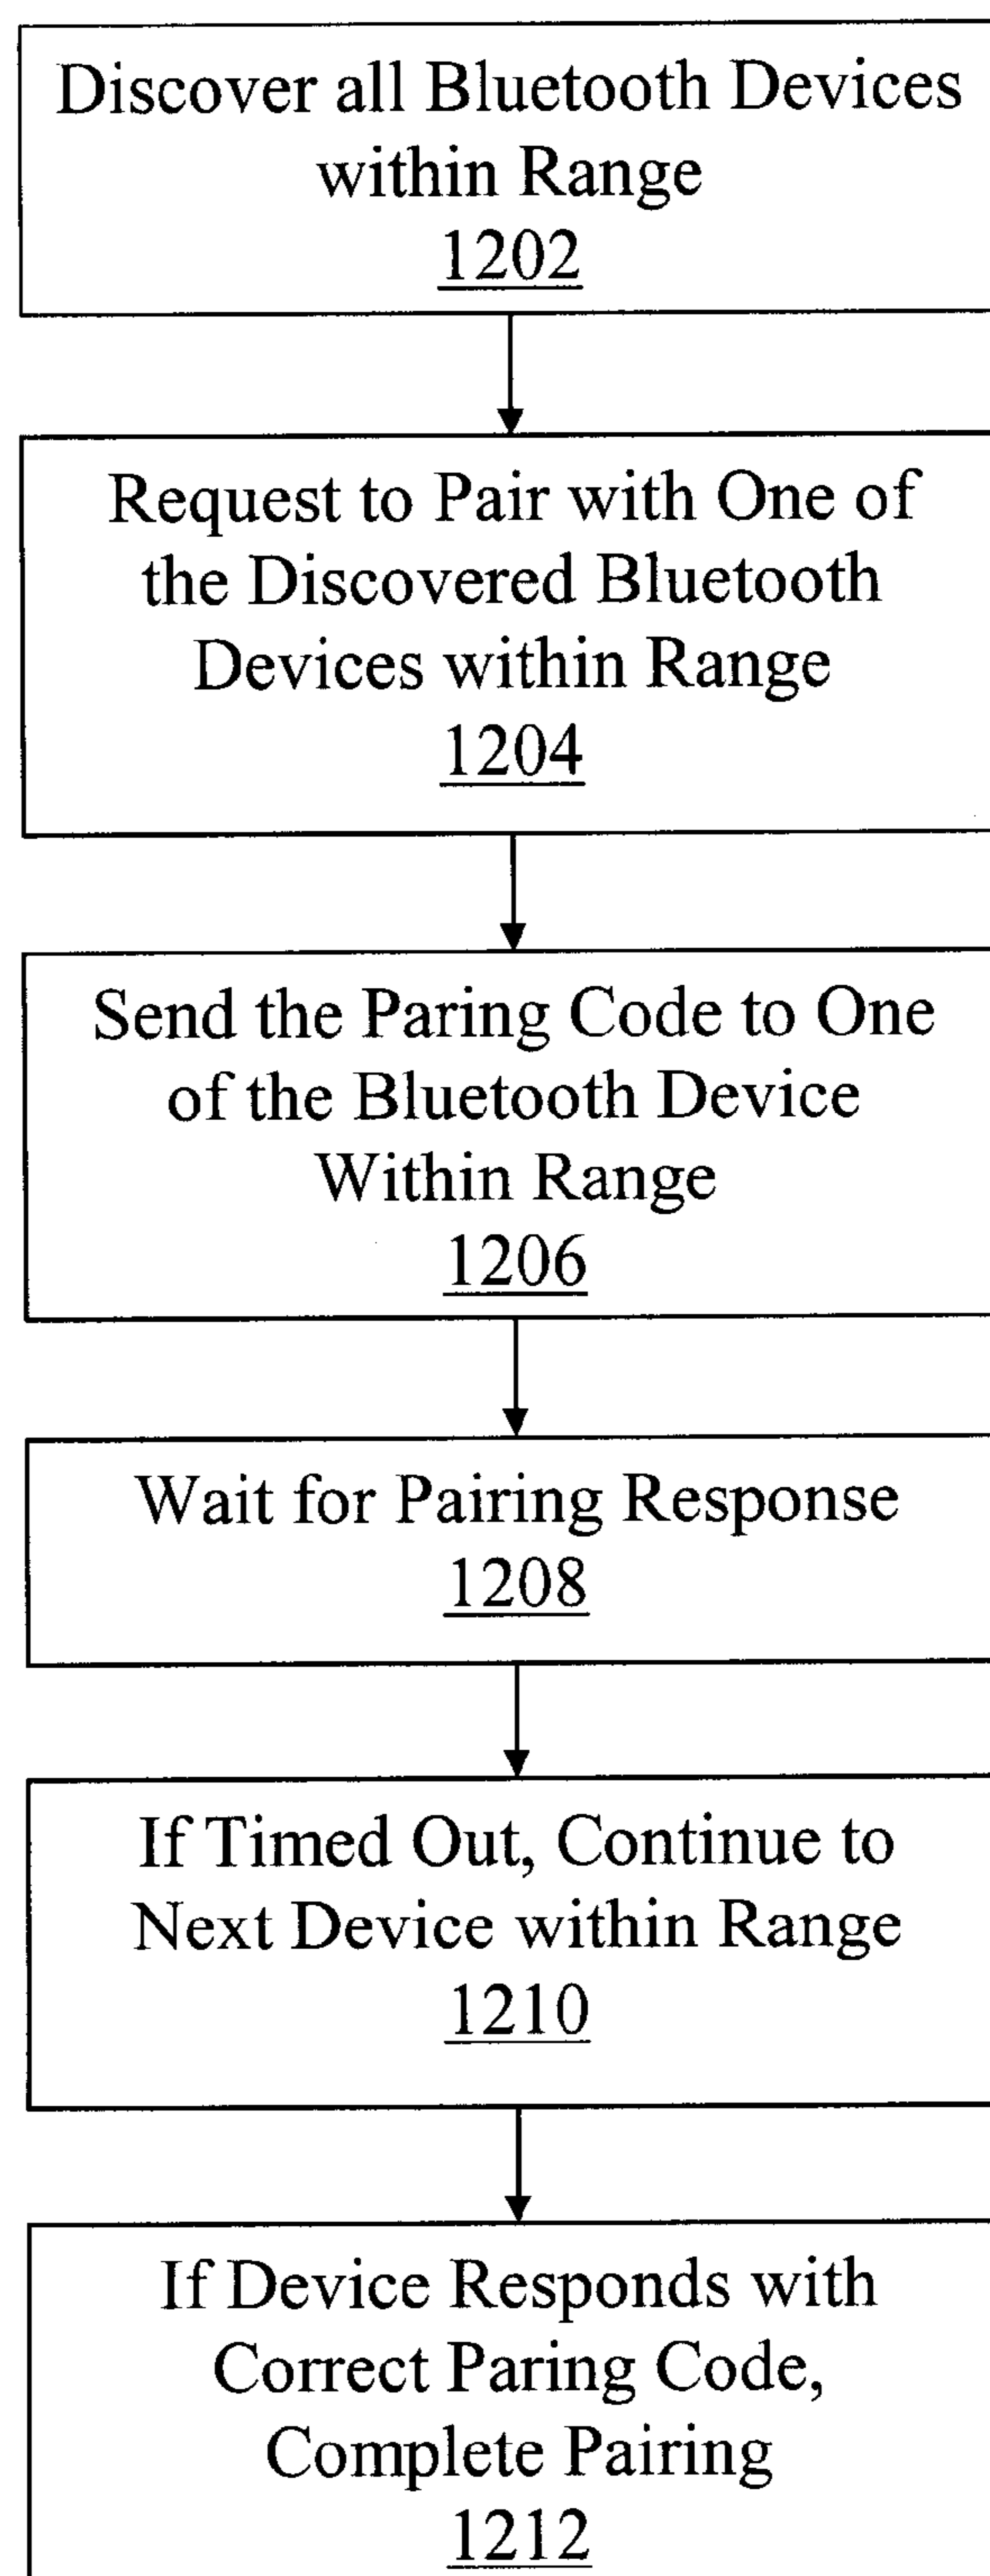 Discover all Bluetooth Devices
within Range
1202
Request to Pair with One of
the Discovered Bluetooth
Devices within Range
1204
Send the Paring Code to One
of the Bluetooth Device
Within Range
1206
Wait for Pairing Response
1208
If Timed Out, Continue to
Next Device within Range
1210
If Device Responds with
Correct Paring Code,
Complete Pairing
1212